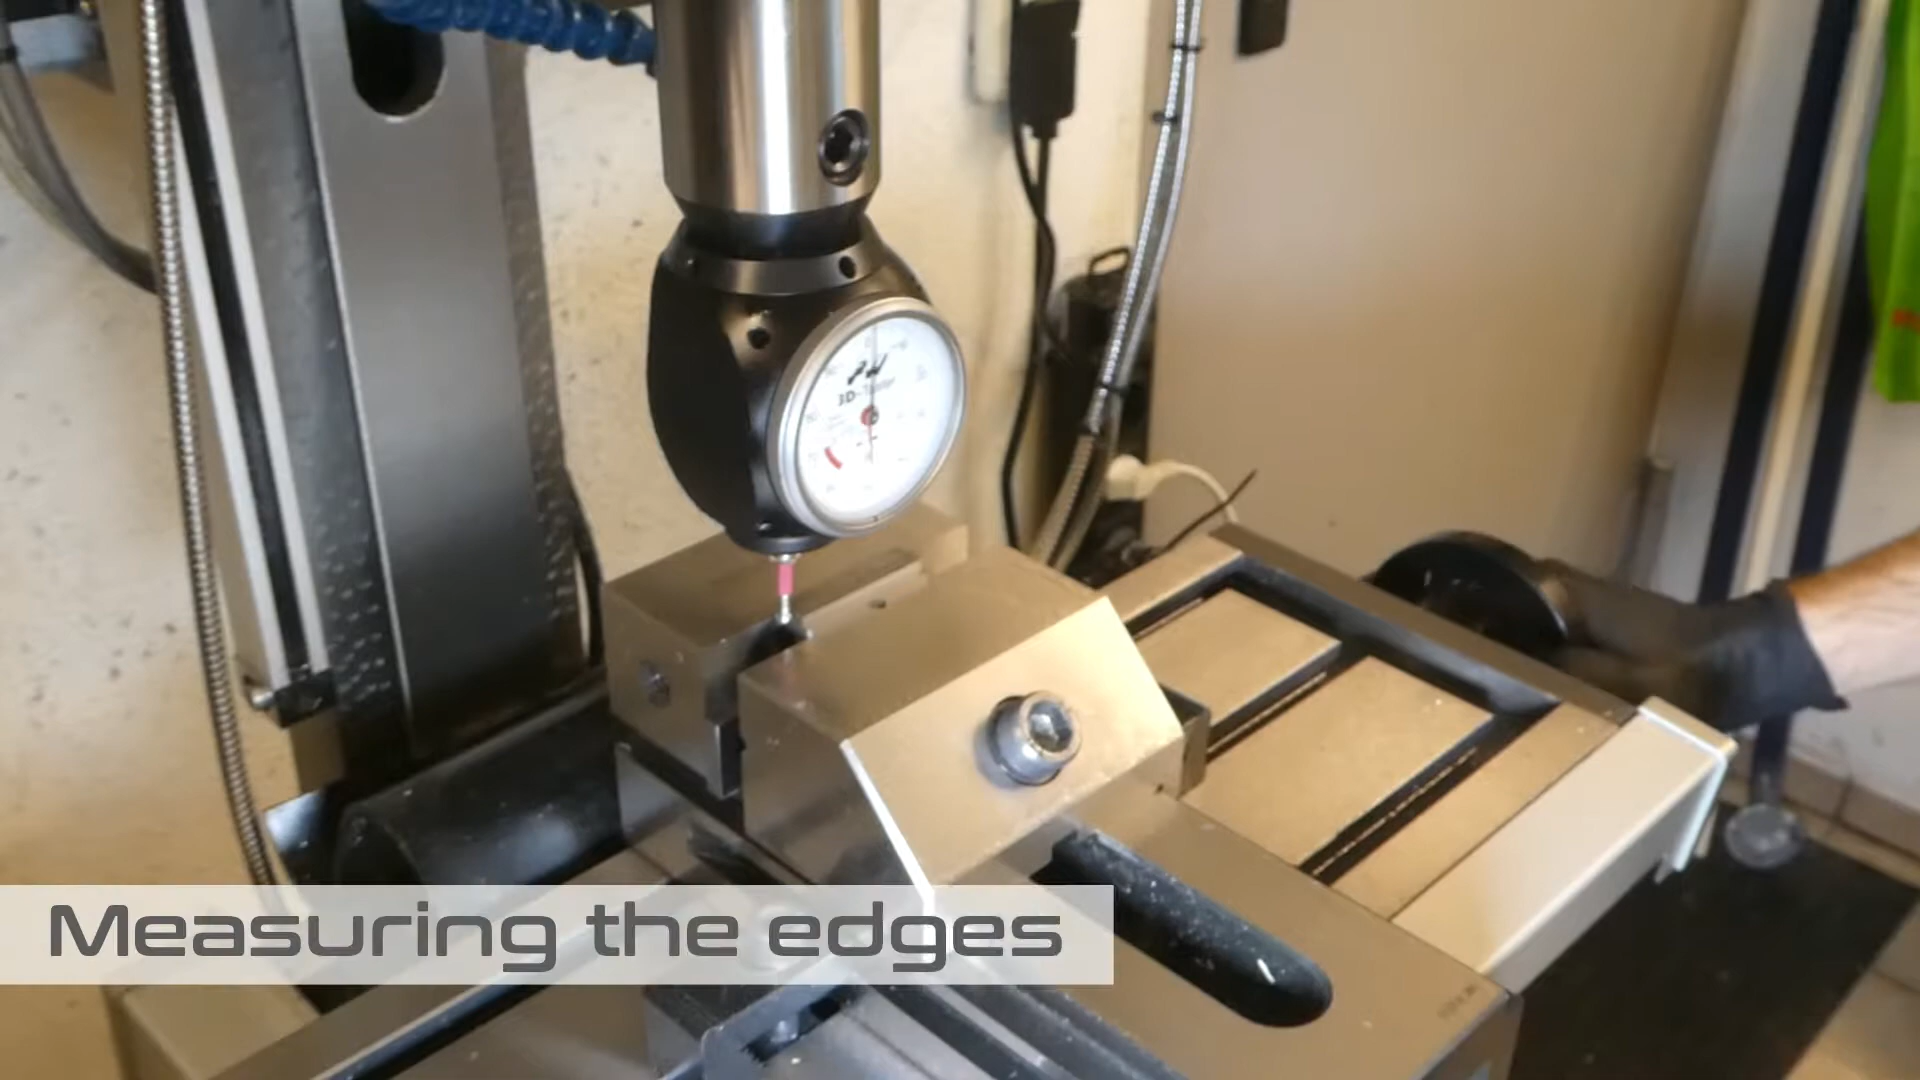 3D-Taster
Measuring the edges